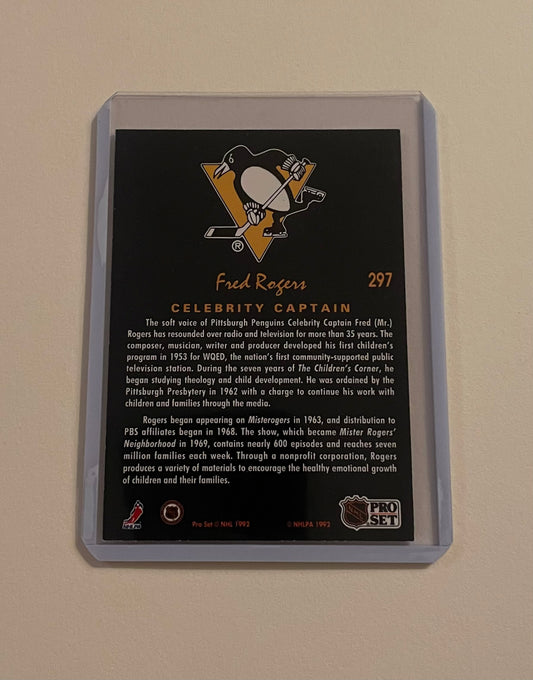 ®
Fred Rogers
297
CELEBRITY CAPTAIN
The soft voice of Pittsburgh Penguins Celebrity Captain Fred (Mr.)
Rogers has resounded over radio and television for more than 35 years. The
composer, musician, writer and producer developed his first children's
program in 1953 for WQED, the nation's first community-supported public
television station. During the seven years of The Children's Corner, he
began studying theology and child development. He was ordained by the
Pittsburgh Presbytery in 1962 with a charge to continue his work with
children and families through the media.
Rogers began appearing on Misterogers in 1963, and distribution to
PBS affiliates began in 1968. The show, which became Mister Rogers'
Neighborhood in 1969, contains nearly 600 episodes and reaches seven
million families each week. Through a nonprofit corporation, Rogers
produces a variety of materials to encourage the healthy emotional growth
of children and their families.
Pro Set © NHL 1992
© NHLPA 1992
NHL
PRO
SET